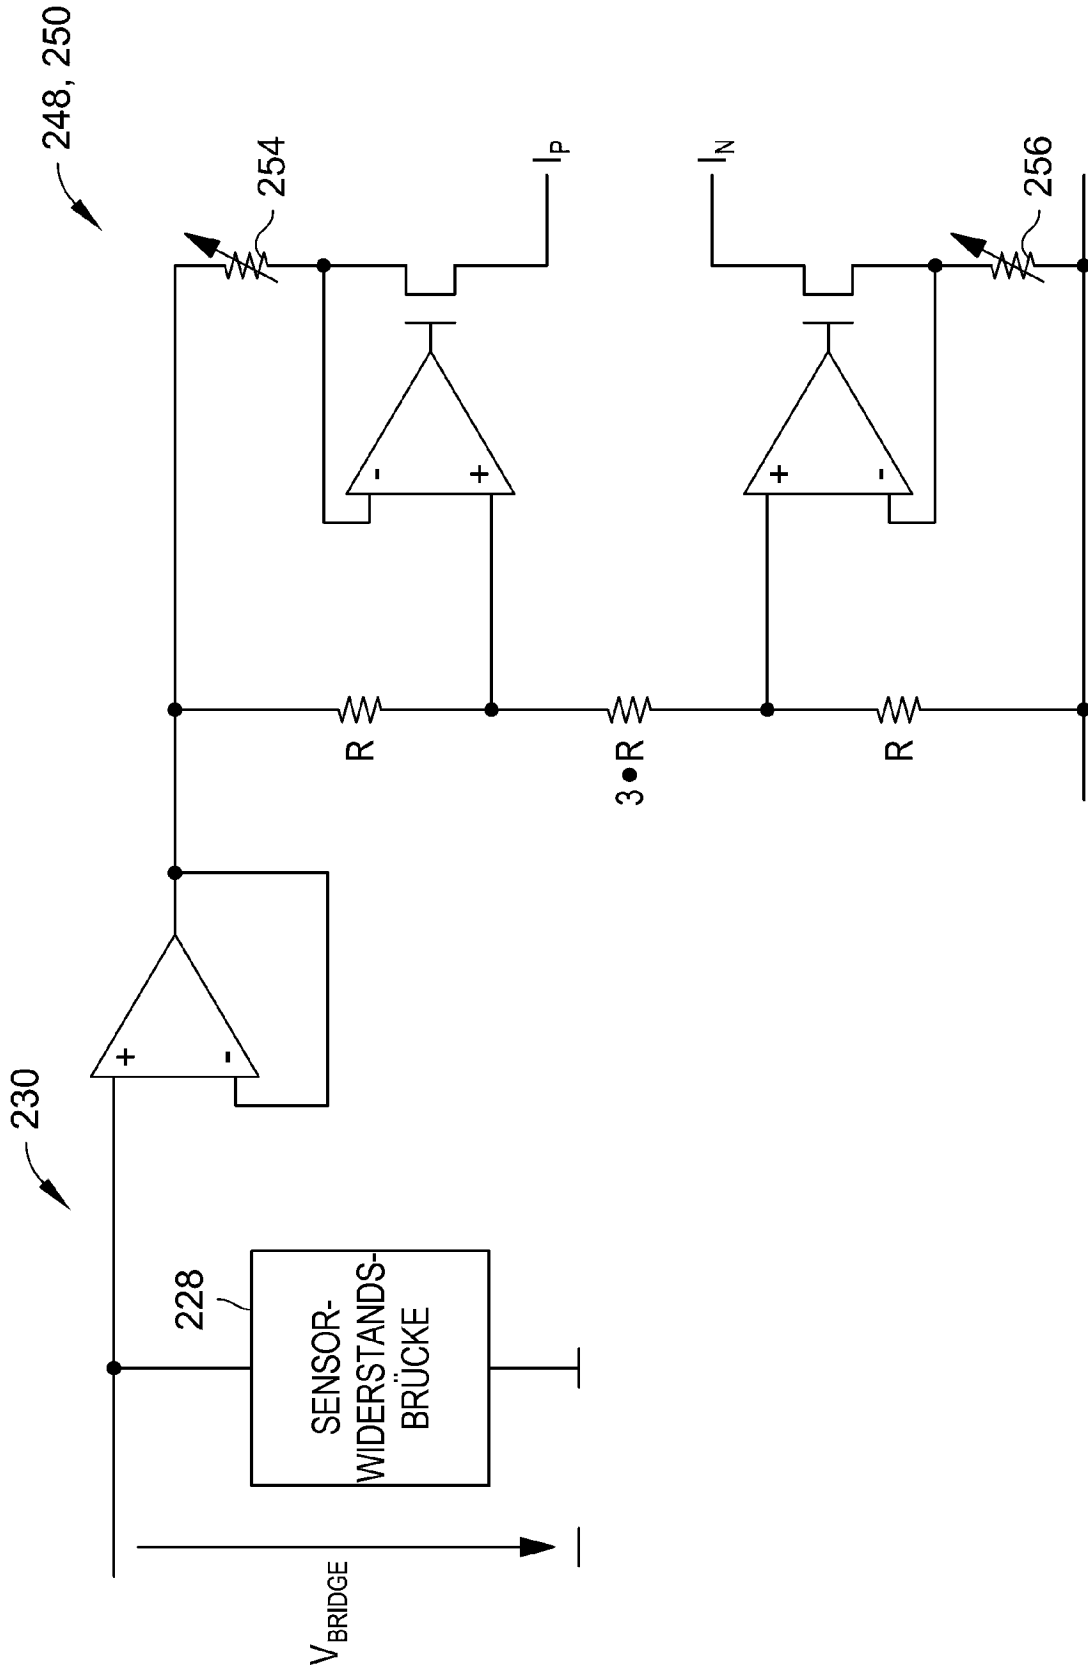 230
248, 250
228
SENSOR-
WIDERSTANDS-
BRÜCKE
V_BRIDGE
+
-
R
3•R
R
254
-
+
I_P
I_N
+
-
256